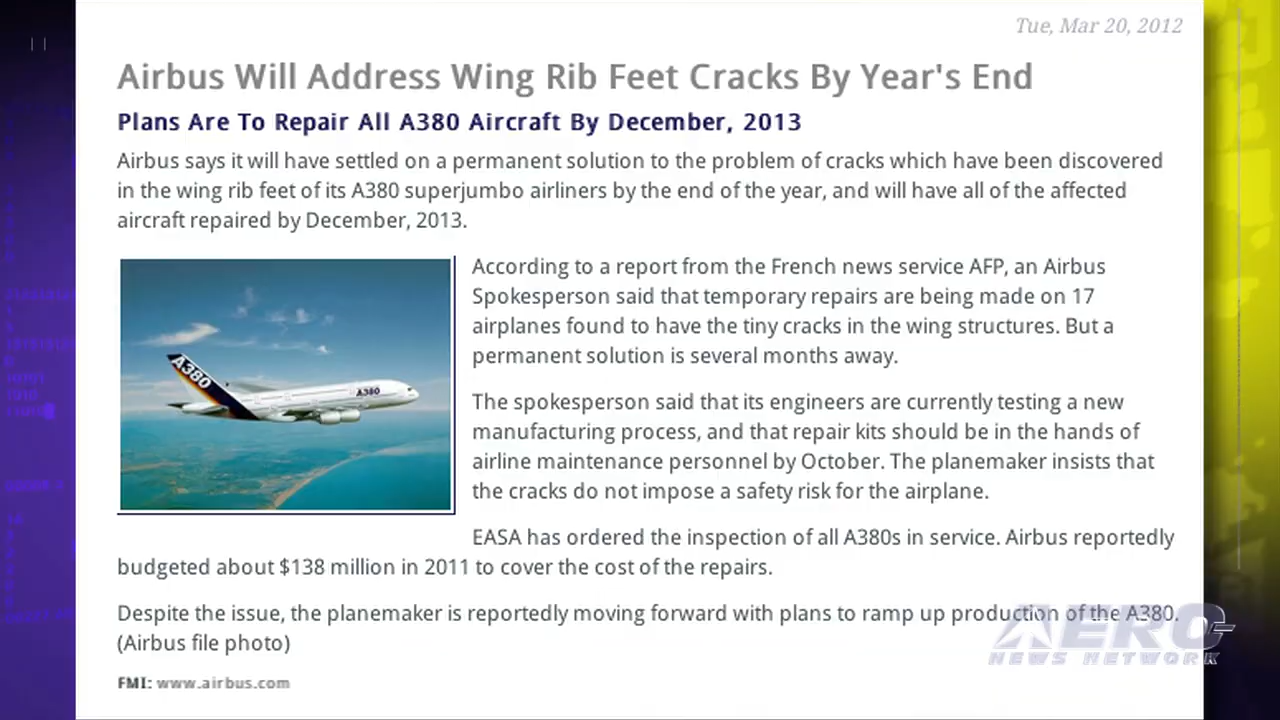 Tue, Mar 20, 2012
Airbus Will Address Wing Rib Feet Cracks By Year's End
Plans Are To Repair All A380 Aircraft By December, 2013
Airbus says it will have settled on a permanent solution to the problem of cracks which have been discovered
in the wing rib feet of its A380 superjumbo airliners by the end of the year, and will have all of the affected
aircraft repaired by December, 2013.
A380
A380
According to a report from the French news service AFP, an Airbus
Spokesperson said that temporary repairs are being made on 17
airplanes found to have the tiny cracks in the wing structures. But a
permanent solution is several months away.
The spokesperson said that its engineers are currently testing a new
manufacturing process, and that repair kits should be in the hands of
airline maintenance personnel by October. The planemaker insists that
the cracks do not impose a safety risk for the airplane.
EASA has ordered the inspection of all A380s in service. Airbus reportedly
budgeted about $138 million in 2011 to cover the cost of the repairs.
Despite the issue, the planemaker is reportedly moving forward with plans to ramp up production of the A380.
(Airbus file photo)
FMI: www.airbus.com
AERO
NEWS NETWORK